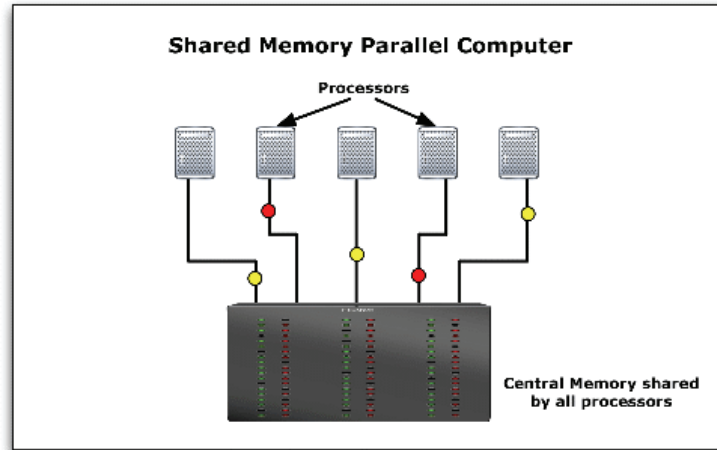 Shared Memory Parallel Computer
Processors
Central Memory shared
by all processors